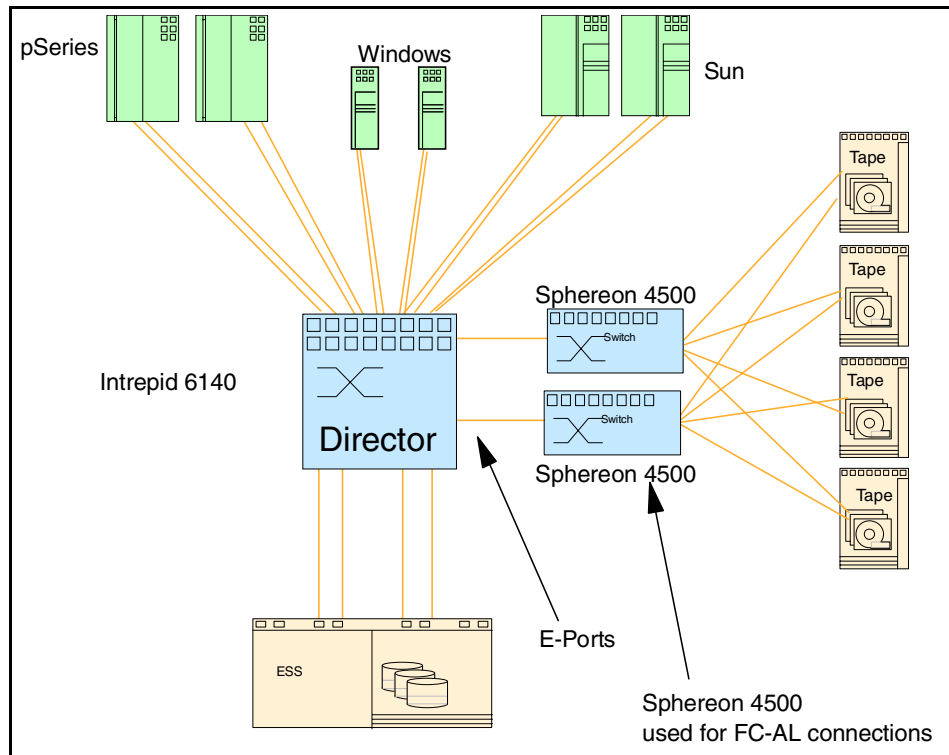 pSeries
Windows
Sun
Tape
Tape
Tape
Tape
Sphereon 4500
Switch
Switch
Sphereon 4500
Intrepid 6140
Director
E-Ports
ESS
Sphereon 4500
used for FC-AL connections